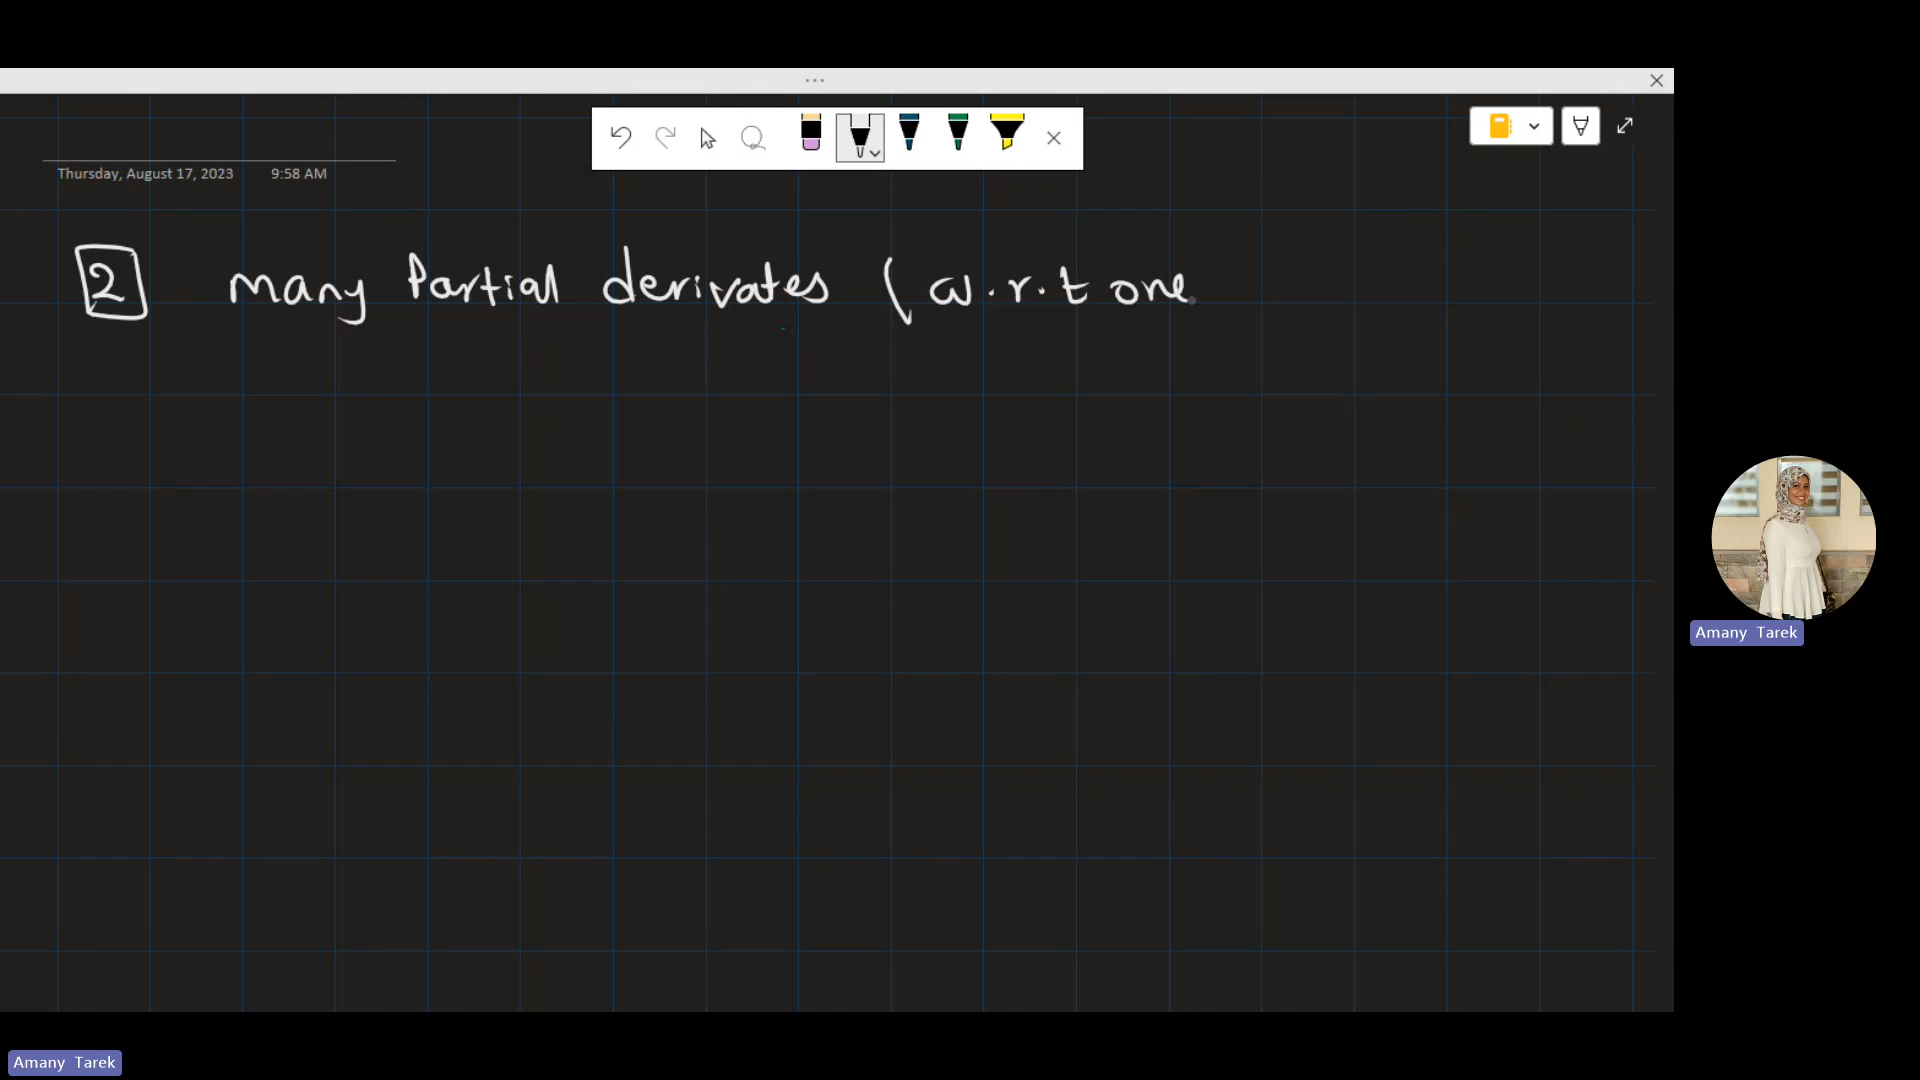 Thursday, August 17, 2023 9:58 AM
2 many Partial derivates ( w.r.t one
Amany Tarek
Amany Tarek